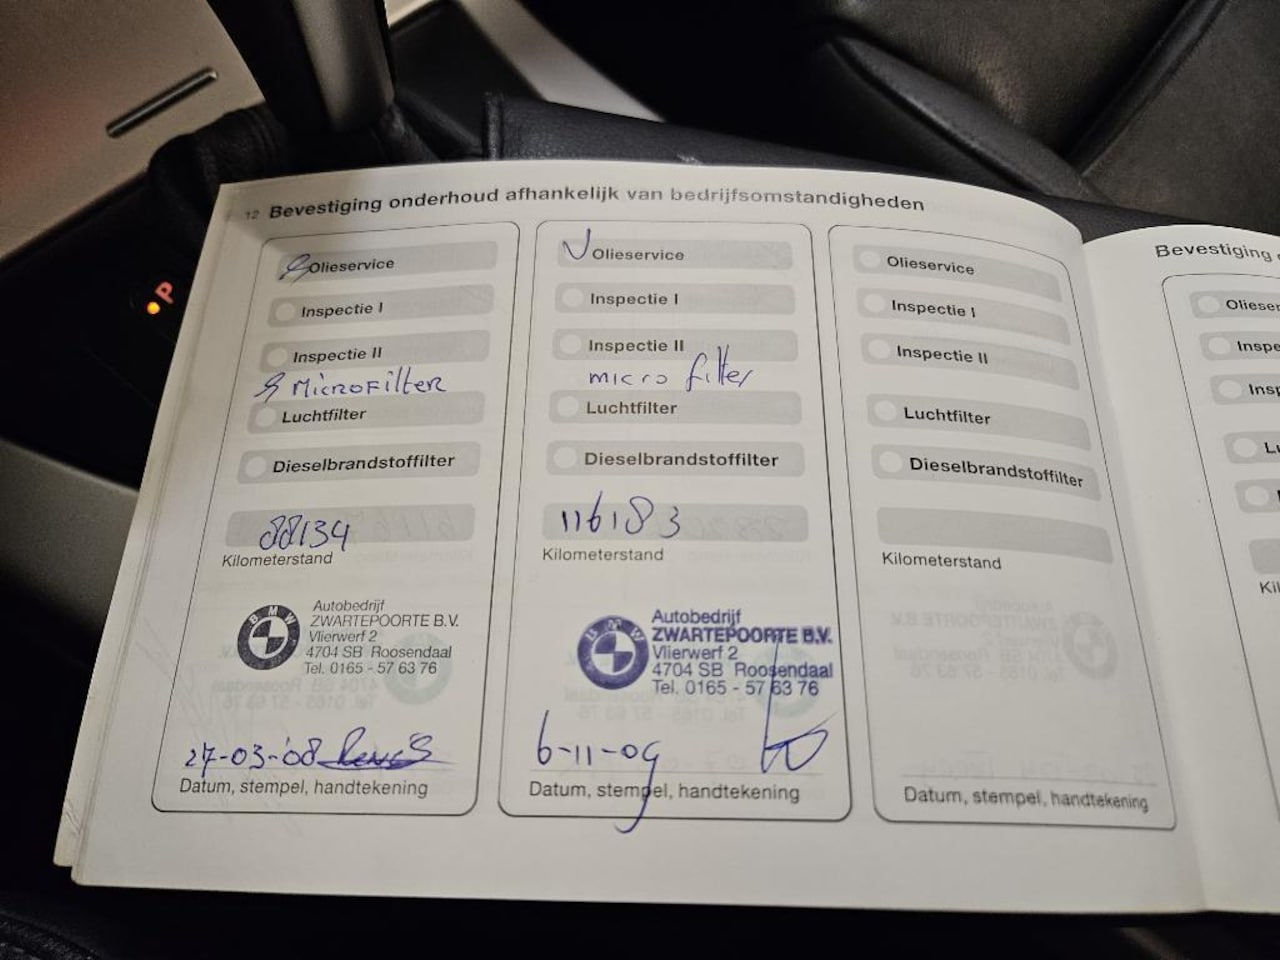 12 Bevestiging onderhoud afhankelijk van bedrijfsomstandigheden
Olieservice
Inspectie I
Inspectie II
MicroFilter
Luchtfilter
Dieselbrandstoffilter
88134
Kilometerstand
BMW
Autobedrijf
ZWARTEPOORTE B.V.
Vlierwerf 2
4704 SB Roosendaal
Tel. 0165 - 57 63 76
27-03-'08
Datum, stempel, handtekening
Olieservice
Inspectie I
Inspectie II
micro filter
Luchtfilter
Dieselbrandstoffilter
116183
Kilometerstand
BMW
Autobedrijf
ZWARTEPOORTE B.V.
Vlierwerf 2
4704 SB Roosendaal
Tel. 0165 - 57 63 76
6-11-09
Datum, stempel, handtekening
Olieservice
Inspectie I
Inspectie II
Luchtfilter
Dieselbrandstoffilter
Kilometerstand
Datum, stempel, handtekening
Bevestiging
P